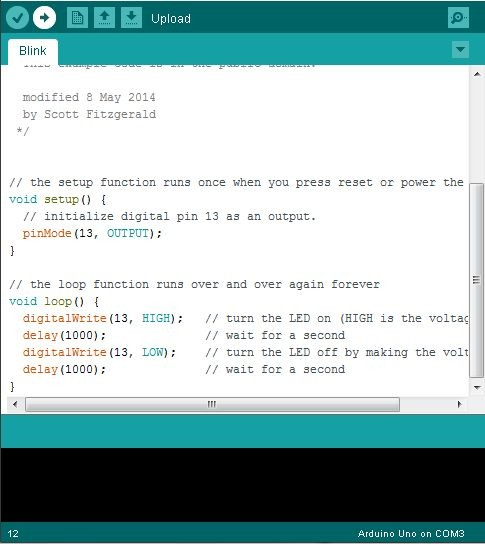 Upload
Blink
This example code is in the public domain.
modified 8 May 2014
by Scott Fitzgerald
*/
// the setup function runs once when you press reset or power the
void setup() {
// initialize digital pin 13 as an output.
pinMode(13, OUTPUT);
}
// the loop function runs over and over again forever
void loop() {
digitalWrite(13, HIGH);   // turn the LED on (HIGH is the voltag
delay(1000);              // wait for a second
digitalWrite(13, LOW);    // turn the LED off by making the volt
delay(1000);              // wait for a second
}
12
Arduino Uno on COM3